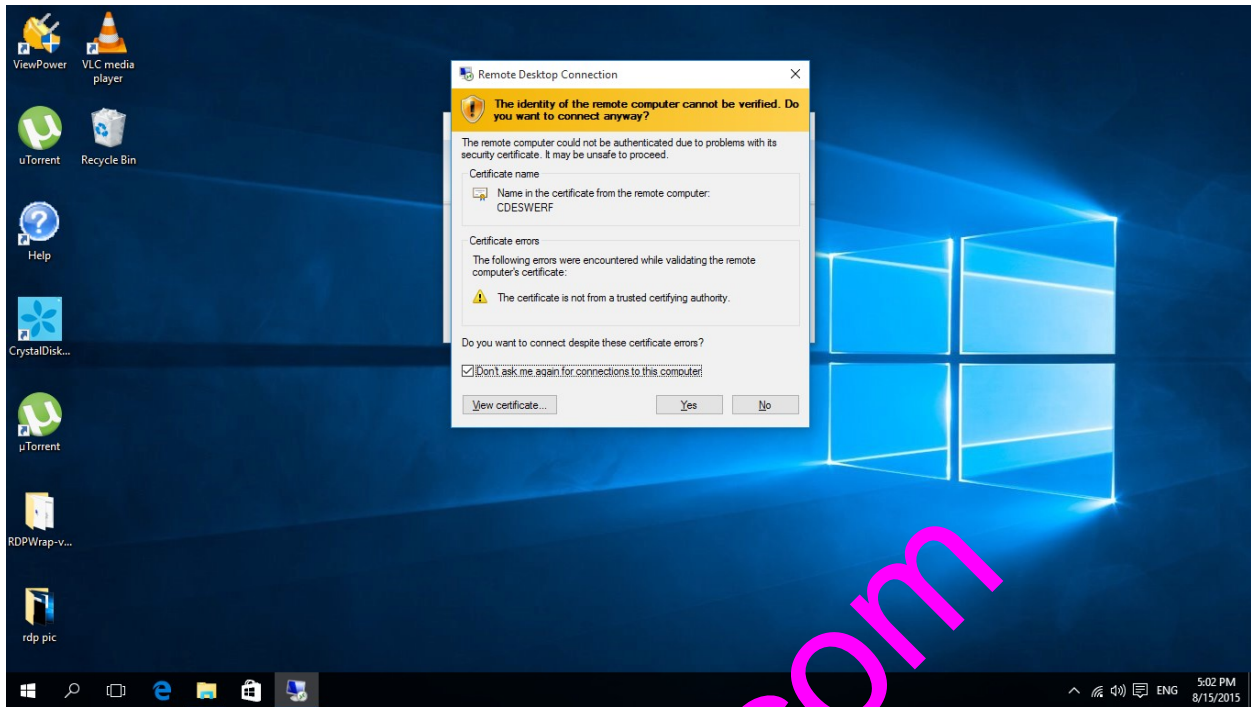 ViewPower
VLC media
player
uTorrent
Recycle Bin
Help
CrystalDisk...
µTorrent
RDPWrap-v...
rdp pic
Remote Desktop Connection
The identity of the remote computer cannot be verified. Do
you want to connect anyway?
The remote computer could not be authenticated due to problems with its
security certificate. It may be unsafe to proceed.
Certificate name
Name in the certificate from the remote computer:
CDESWERF
Certificate errors
The following errors were encountered while validating the remote
computer's certificate:
The certificate is not from a trusted certifying authority.
Do you want to connect despite these certificate errors?
Don't ask me again for connections to this computer
View certificate...
Yes
No
com
ENG
5:02 PM
8/15/2015